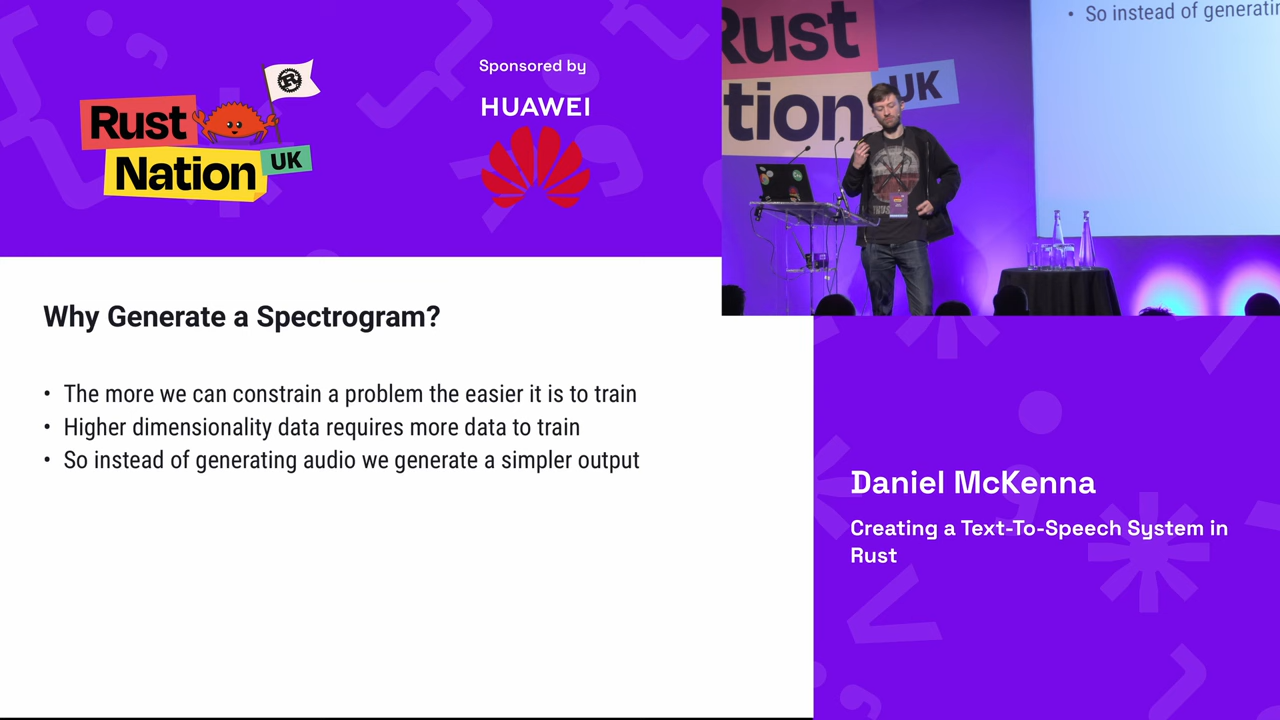 Rust
Nation
UK
Sponsored by
HUAWEI
Rust
tion
UK
• So instead of generatin
Why Generate a Spectrogram?
• The more we can constrain a problem the easier it is to train
• Higher dimensionality data requires more data to train
• So instead of generating audio we generate a simpler output
Daniel McKenna
Creating a Text-To-Speech System in
Rust